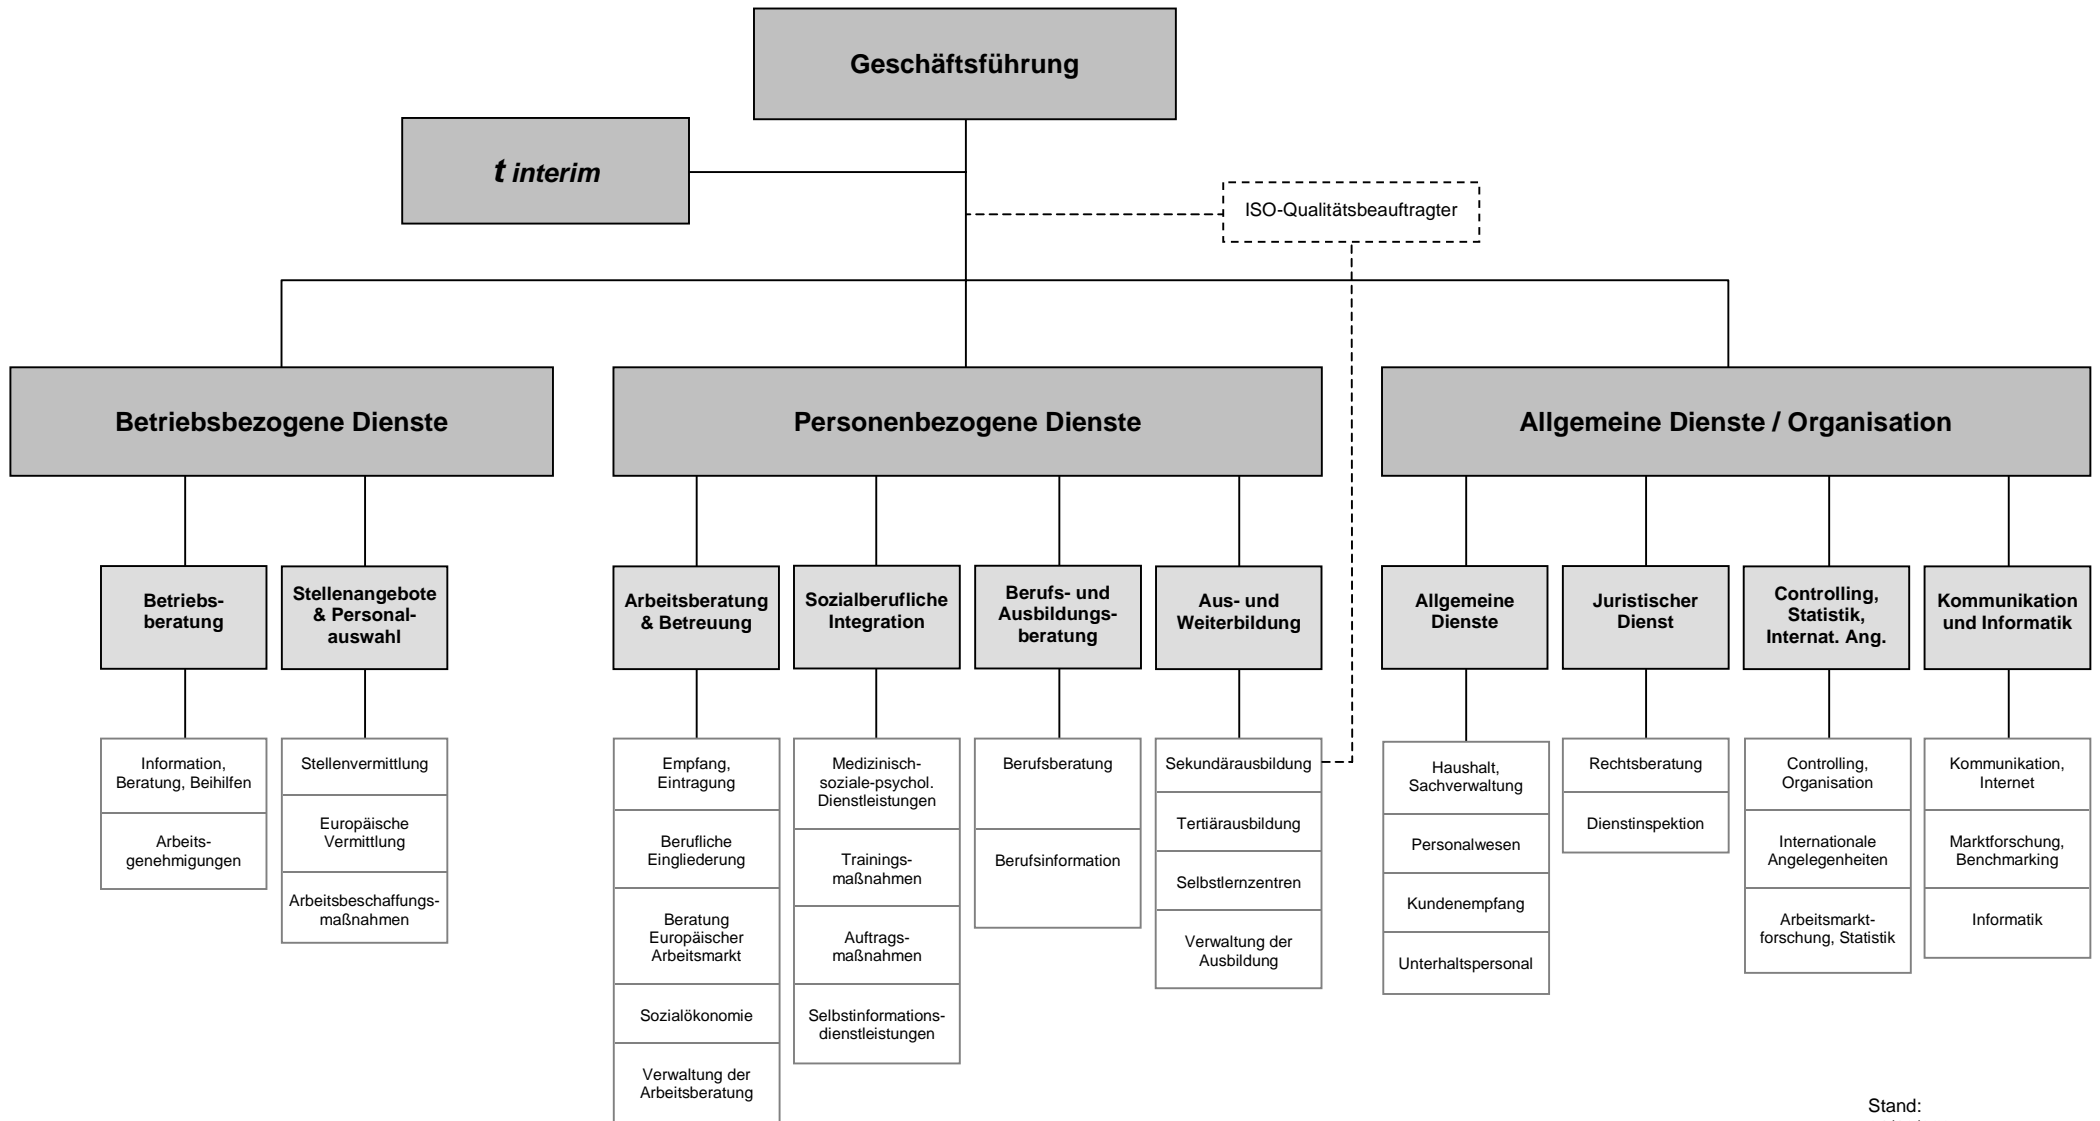 Geschäftsführung
t interim
ISO-Qualitätsbeauftragter
Betriebsbezogene Dienste
Personenbezogene Dienste
Allgemeine Dienste / Organisation
Betriebs-
beratung
Stellenangebote
& Personal-
auswahl
Arbeitsberatung
& Betreuung
Sozialberufliche
Integration
Berufs- und
Ausbildungs-
beratung
Aus- und
Weiterbildung
Allgemeine
Dienste
Juristischer
Dienst
Controlling,
Statistik,
Internat. Ang.
Kommunikation
und Informatik
Information,
Beratung, Beihilfen
Arbeits-
genehmigungen
Stellenvermittlung
Europäische
Vermittlung
Arbeitsbeschaffungs-
maßnahmen
Empfang,
Eintragung
Berufliche
Eingliederung
Beratung
Europäischer
Arbeitsmarkt
Sozialökonomie
Verwaltung der
Arbeitsberatung
Medizinisch-
soziale-psychol.
Dienstleistungen
Trainings-
maßnahmen
Auftrags-
maßnahmen
Selbstinformations-
dienstleistungen
Berufsberatung
Berufsinformation
Sekundärausbildung
Tertiärausbildung
Selbstlernzentren
Verwaltung der
Ausbildung
Haushalt,
Sachverwaltung
Personalwesen
Kundenempfang
Unterhaltspersonal
Rechtsberatung
Dienstinspektion
Controlling,
Organisation
Internationale
Angelegenheiten
Arbeitsmarkt-
forschung, Statistik
Kommunikation,
Internet
Marktforschung,
Benchmarking
Informatik
Stand: